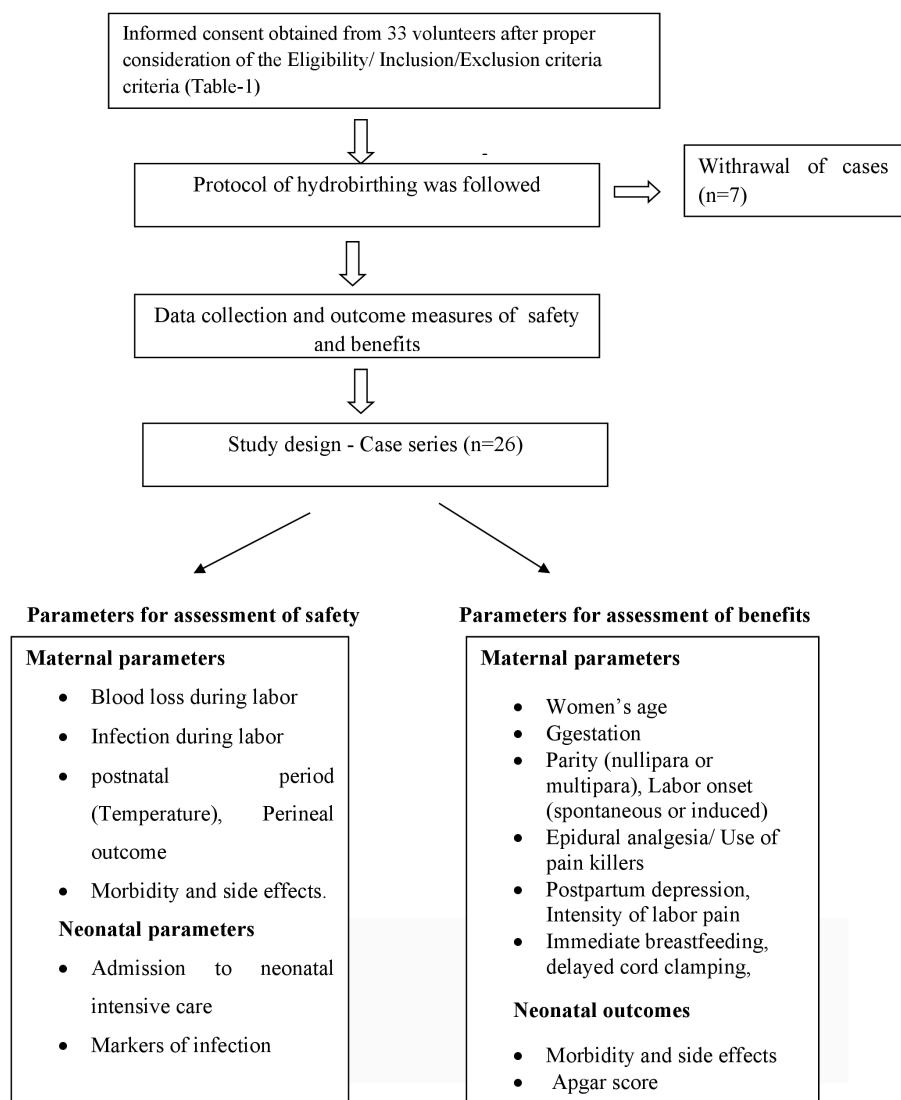 Informed consent obtained from 33 volunteers after proper
consideration of the Eligibility/ Inclusion/Exclusion criteria
criteria (Table-1)
-
Protocol of hydrobirthing was followed
Withrawal of cases
(n=7)
Data collection and outcome measures of safety
and benefits
Study design - Case series (n=26)
Parameters for assessment of safety
Maternal parameters
• Blood loss during labor
• Infection during labor
• postnatal period
(Temperature), Perineal
outcome
• Morbidity and side effects.
Neonatal parameters
• Admission to neonatal
intensive care
• Markers of infection
Parameters for assessment of benefits
Maternal parameters
• Women's age
• Ggestation
• Parity (nullipara or
multipara), Labor onset
(spontaneous or induced)
• Epidural analgesia/ Use of
pain killers
• Postpartum depression,
Intensity of labor pain
• Immediate breastfeeding,
delayed cord clamping,
Neonatal outcomes
• Morbidity and side effects
• Apgar score